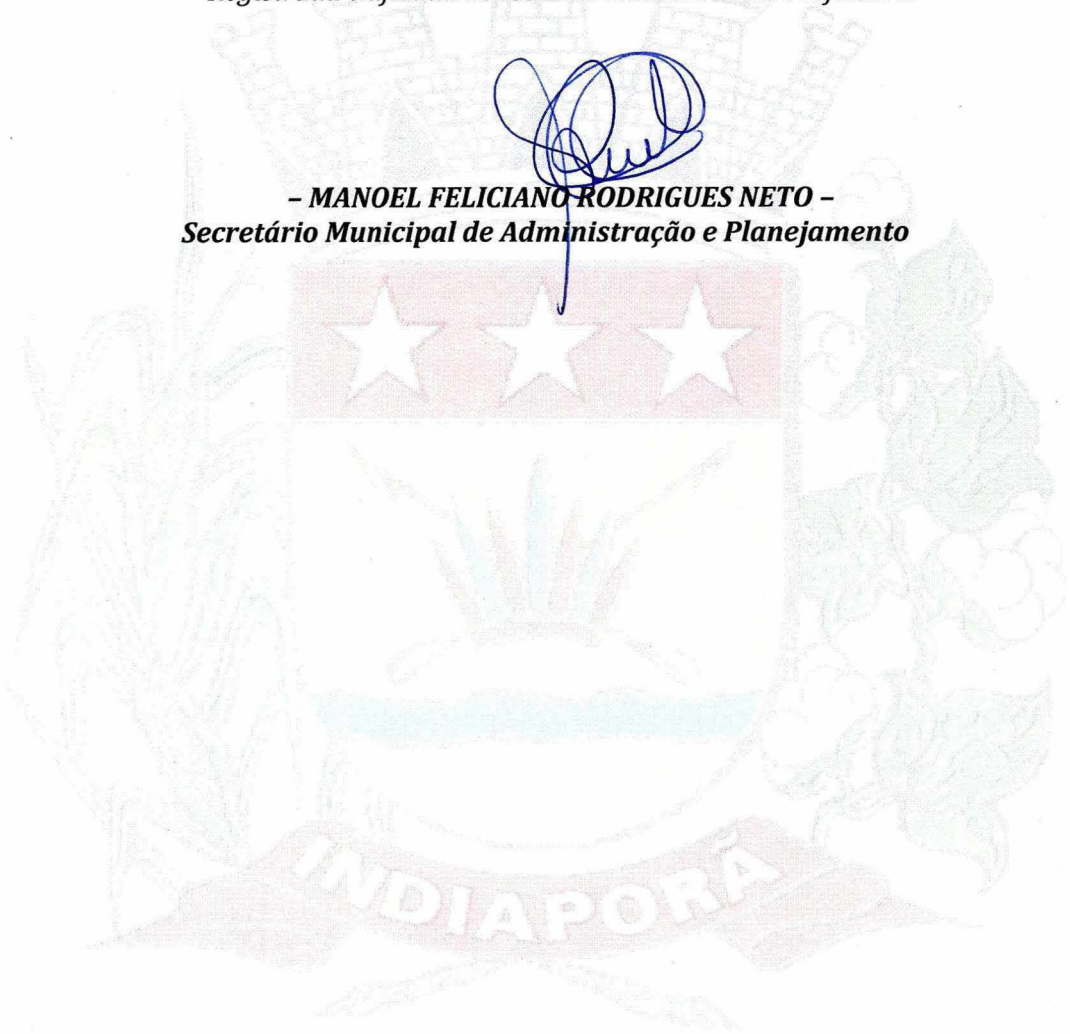 – MANOEL FELICIANO RODRIGUES NETO –
Secretário Municipal de Administração e Planejamento
INDIAPORÃ